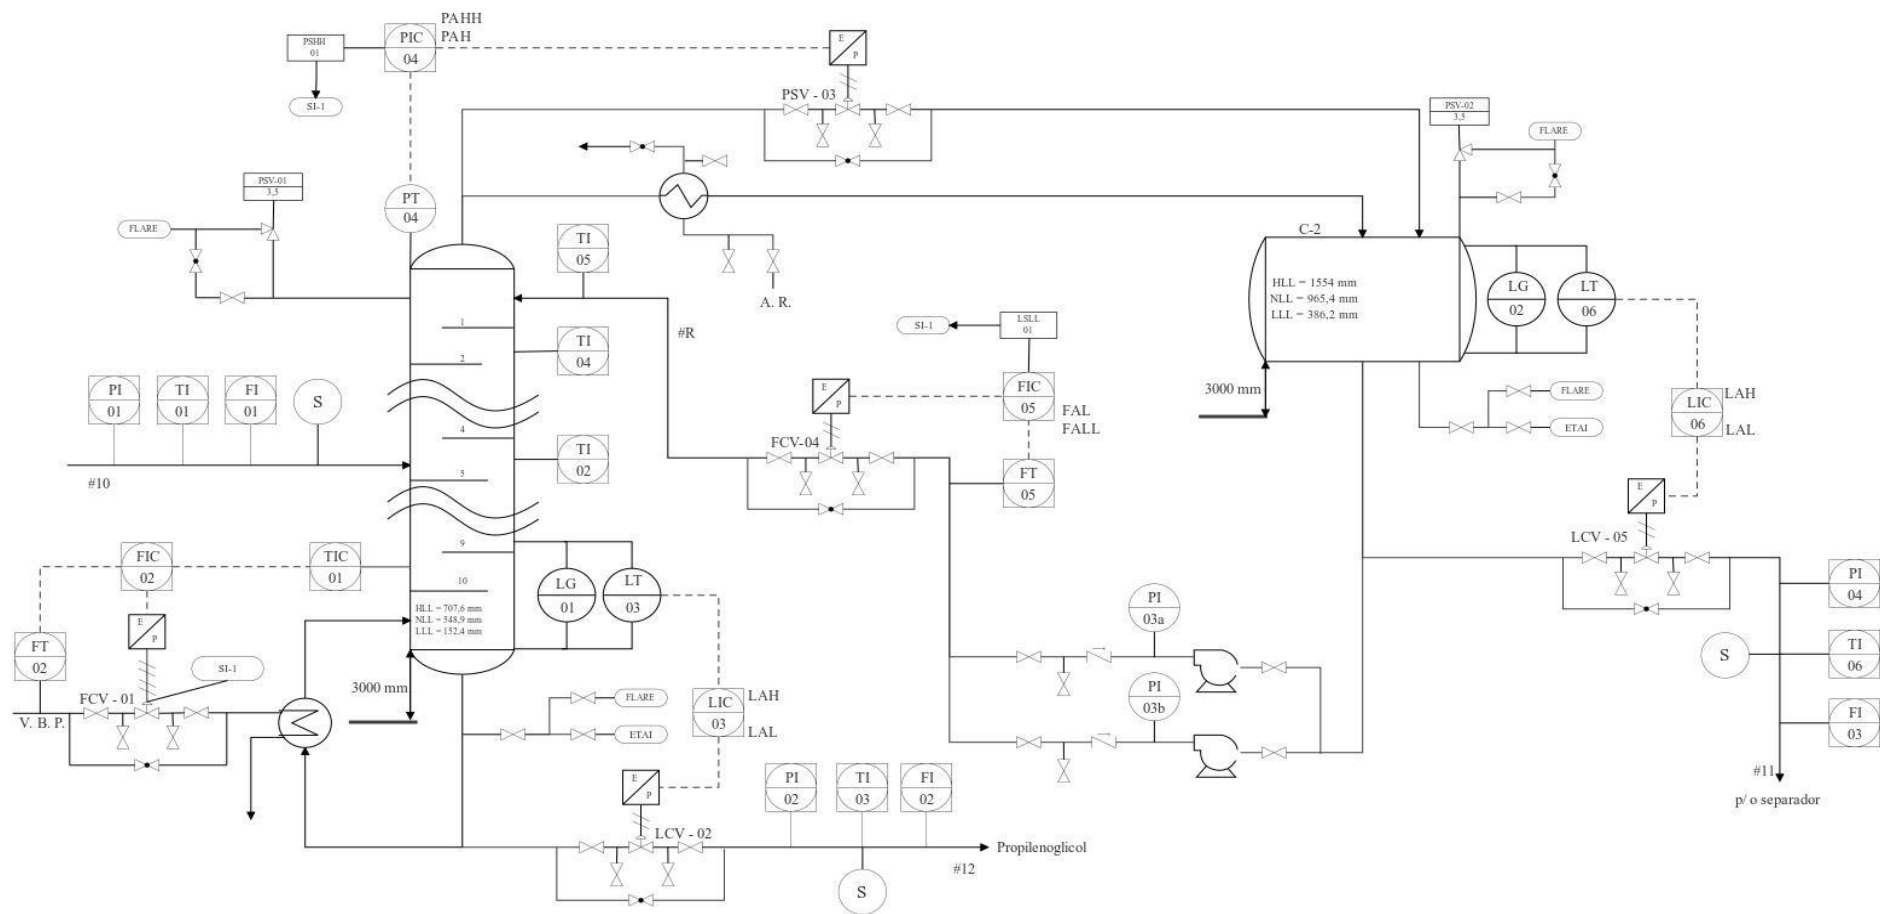 PAHH
PAH
PSHH
01
PIC
04
E
P
SI-1
PSV - 03
PSV-02
3,5
FLARE
PSV-01
3,5
PT
04
FLARE
TI
05
C-2
HLL = 1554 mm
NLL = 965,4 mm
LLL = 386,2 mm
LG
02
LT
06
A. R.
1
#R
SI-1
LSLL
01
2
TI
04
PI
01
TI
01
FI
01
S
E
P
FIC
05
FAL
FALL
3000 mm
FLARE
ETAI
LIC
06
LAH
LAL
4
FCV-04
TI
02
5
#10
FT
05
E
P
LCV - 05
FIC
02
TIC
01
9
10
LG
01
LT
03
HLL = 707,6 mm
NLL = 548,9 mm
LLL = 152,4 mm
PI
03a
PI
04
E
P
FT
02
SI-1
FCV - 01
3000 mm
V. B. P.
FLARE
ETAI
LIC
03
LAH
LAL
PI
03b
S
TI
06
FI
03
E
P
LCV - 02
PI
02
TI
03
FI
02
#11
p/ o separador
Propilenoglicol
#12
S